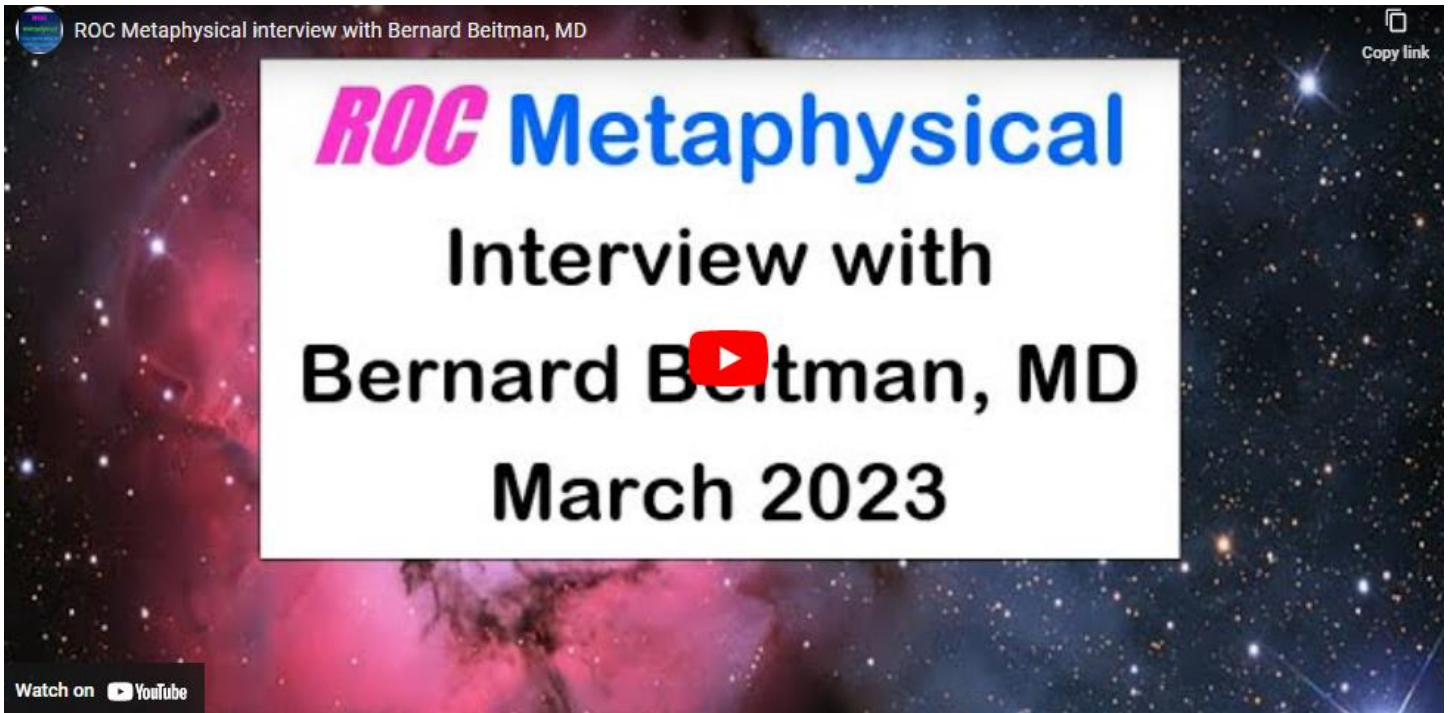 ROC Metaphysical interview with Bernard Beitman, MD
Copy link
ROC Metaphysical
Interview with
Bernard Beitman, MD
March 2023
Watch on YouTube